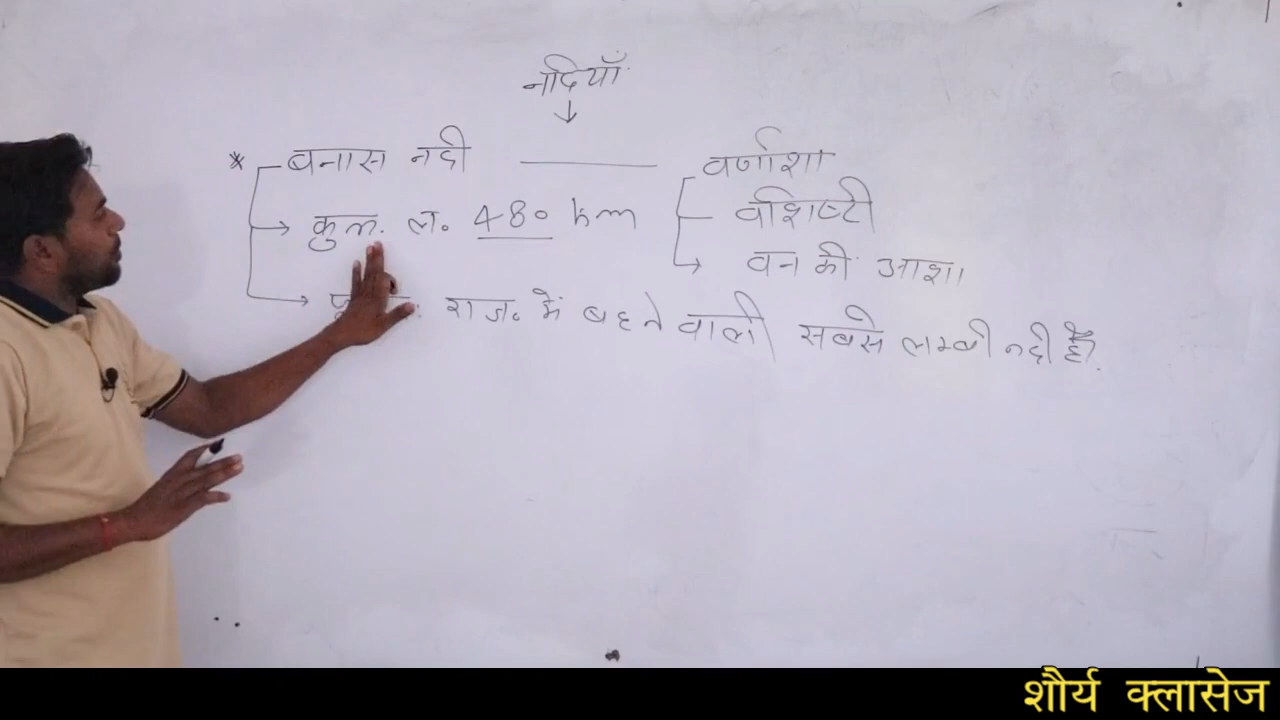 नदियाँ
* बनास नदी — वर्णाशा
कुल. ल. 480 km वशिष्टी
वन की आशा
राज. में बहने वाली सबसे लम्बी नदी है.
शौर्य क्लासेज